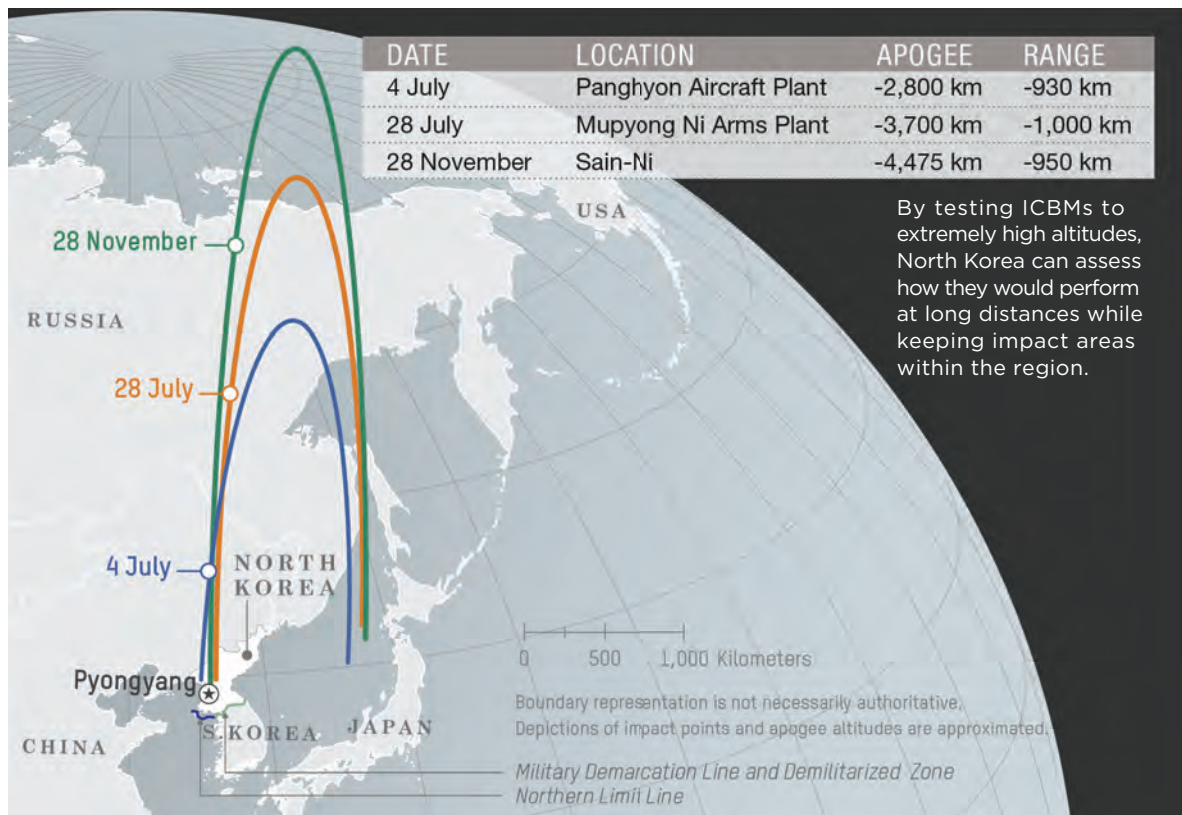 DATE LOCATION APOGEE RANGE
4 July Panghyon Aircraft Plant -2,800 km -930 km
28 July Mupyong Ni Arms Plant -3,700 km -1,000 km
28 November Sain-Ni -4,475 km -950 km
By testing ICBMs to
extremely high altitudes,
North Korea can assess
how they would perform
at long distances while
keeping impact areas
within the region.
USA
28 November
RUSSIA
28 July
4 July
NORTH
KOREA
Pyongyang
S. KOREA
JAPAN
CHINA
0 500 1,000 Kilometers
Boundary representation is not necessarily authoritative.
Depictions of impact points and apogee altitudes are approximated.
Military Demarcation Line and Demilitarized Zone
Northern Limit Line